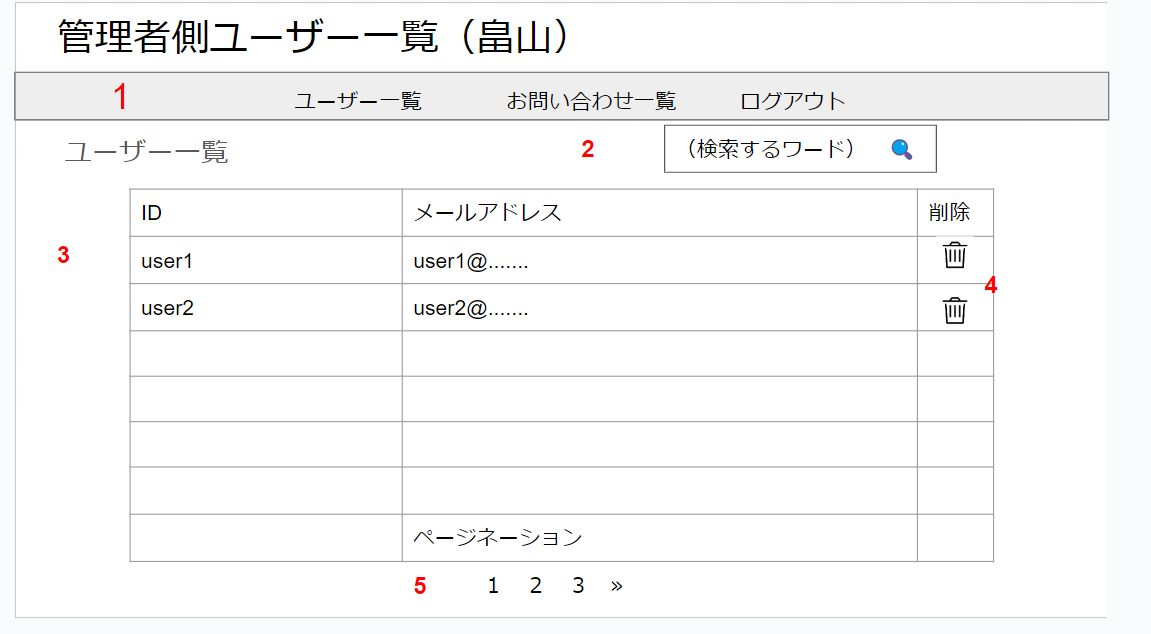 管理者側ユーザー一覧（畠山）
1 ユーザー一覧 お問い合わせ一覧 ログアウト
ユーザー一覧 2 （検索するワード）
ID メールアドレス 削除
3 user1 user1@.......
4
user2 user2@.......
ページネーション
5 1 2 3 »